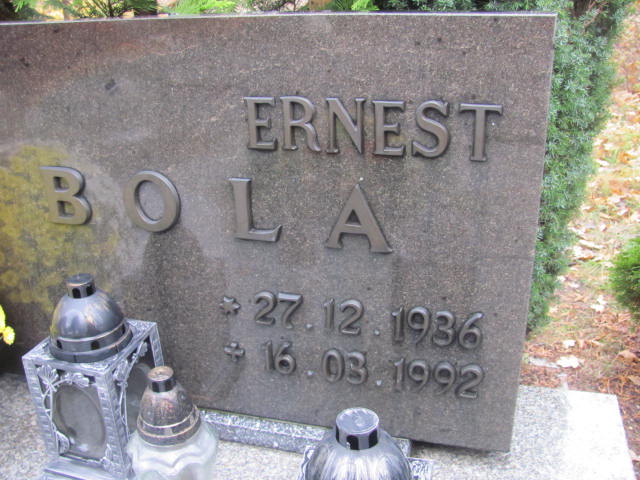 ERNEST
BOLA
* 27.12.1936
+ 16.03.1992